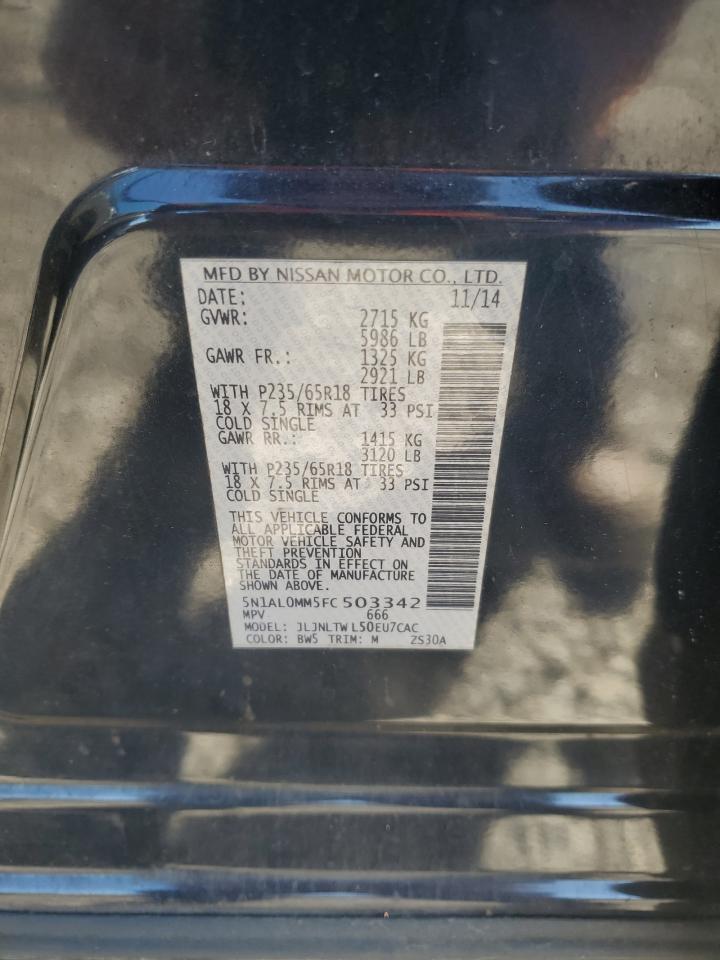 MFD BY NISSAN MOTOR CO., LTD.
DATE: 11/14
GVWR: 2715 KG
5986 LB
GAWR FR.: 1325 KG
2921 LB
WITH P235/65R18 TIRES
18 X 7.5 RIMS AT 33 PSI
COLD SINGLE
GAWR RR.: 1415 KG
3120 LB
WITH P235/65R18 TIRES
18 X 7.5 RIMS AT 33 PSI
COLD SINGLE
THIS VEHICLE CONFORMS TO
ALL APPLICABLE FEDERAL
MOTOR VEHICLE SAFETY AND
THEFT PREVENTION
STANDARDS IN EFFECT ON
THE DATE OF MANUFACTURE
SHOWN ABOVE.
5N1AL0MM5FC503342
MPV 666
MODEL: JLJNLTWL50EU7CAC
COLOR: BW5 TRIM: M ZS30A